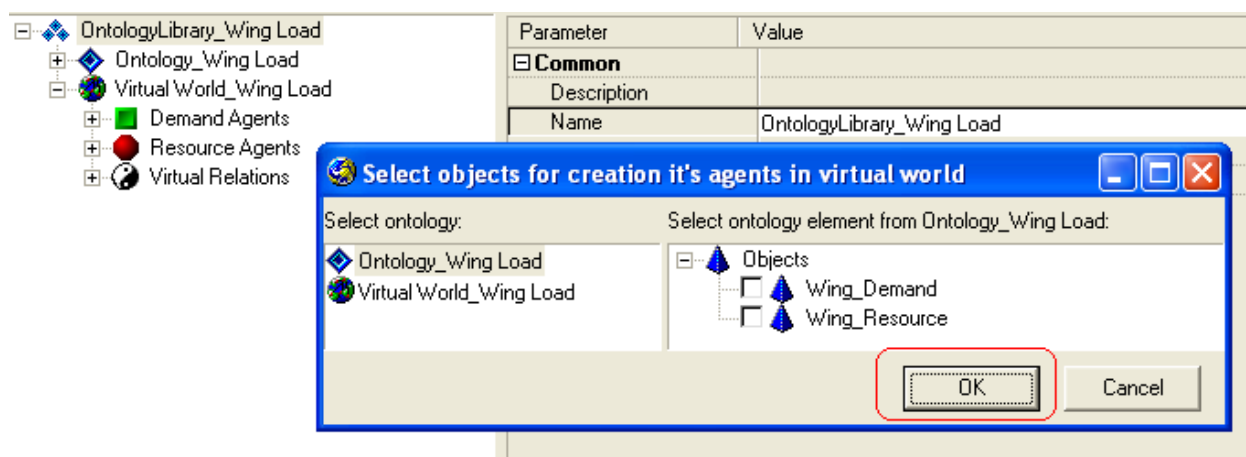 OntologyLibrary_Wing Load
Ontology_Wing Load
Virtual World_Wing Load
Demand Agents
Resource Agents
Virtual Relations
Parameter Value
Common
Description
Name OntologyLibrary_Wing Load
Select objects for creation it's agents in virtual world
Select ontology:
Ontology_Wing Load
Virtual World_Wing Load
Select ontology element from Ontology_Wing Load:
Objects
Wing_Demand
Wing_Resource
OK Cancel